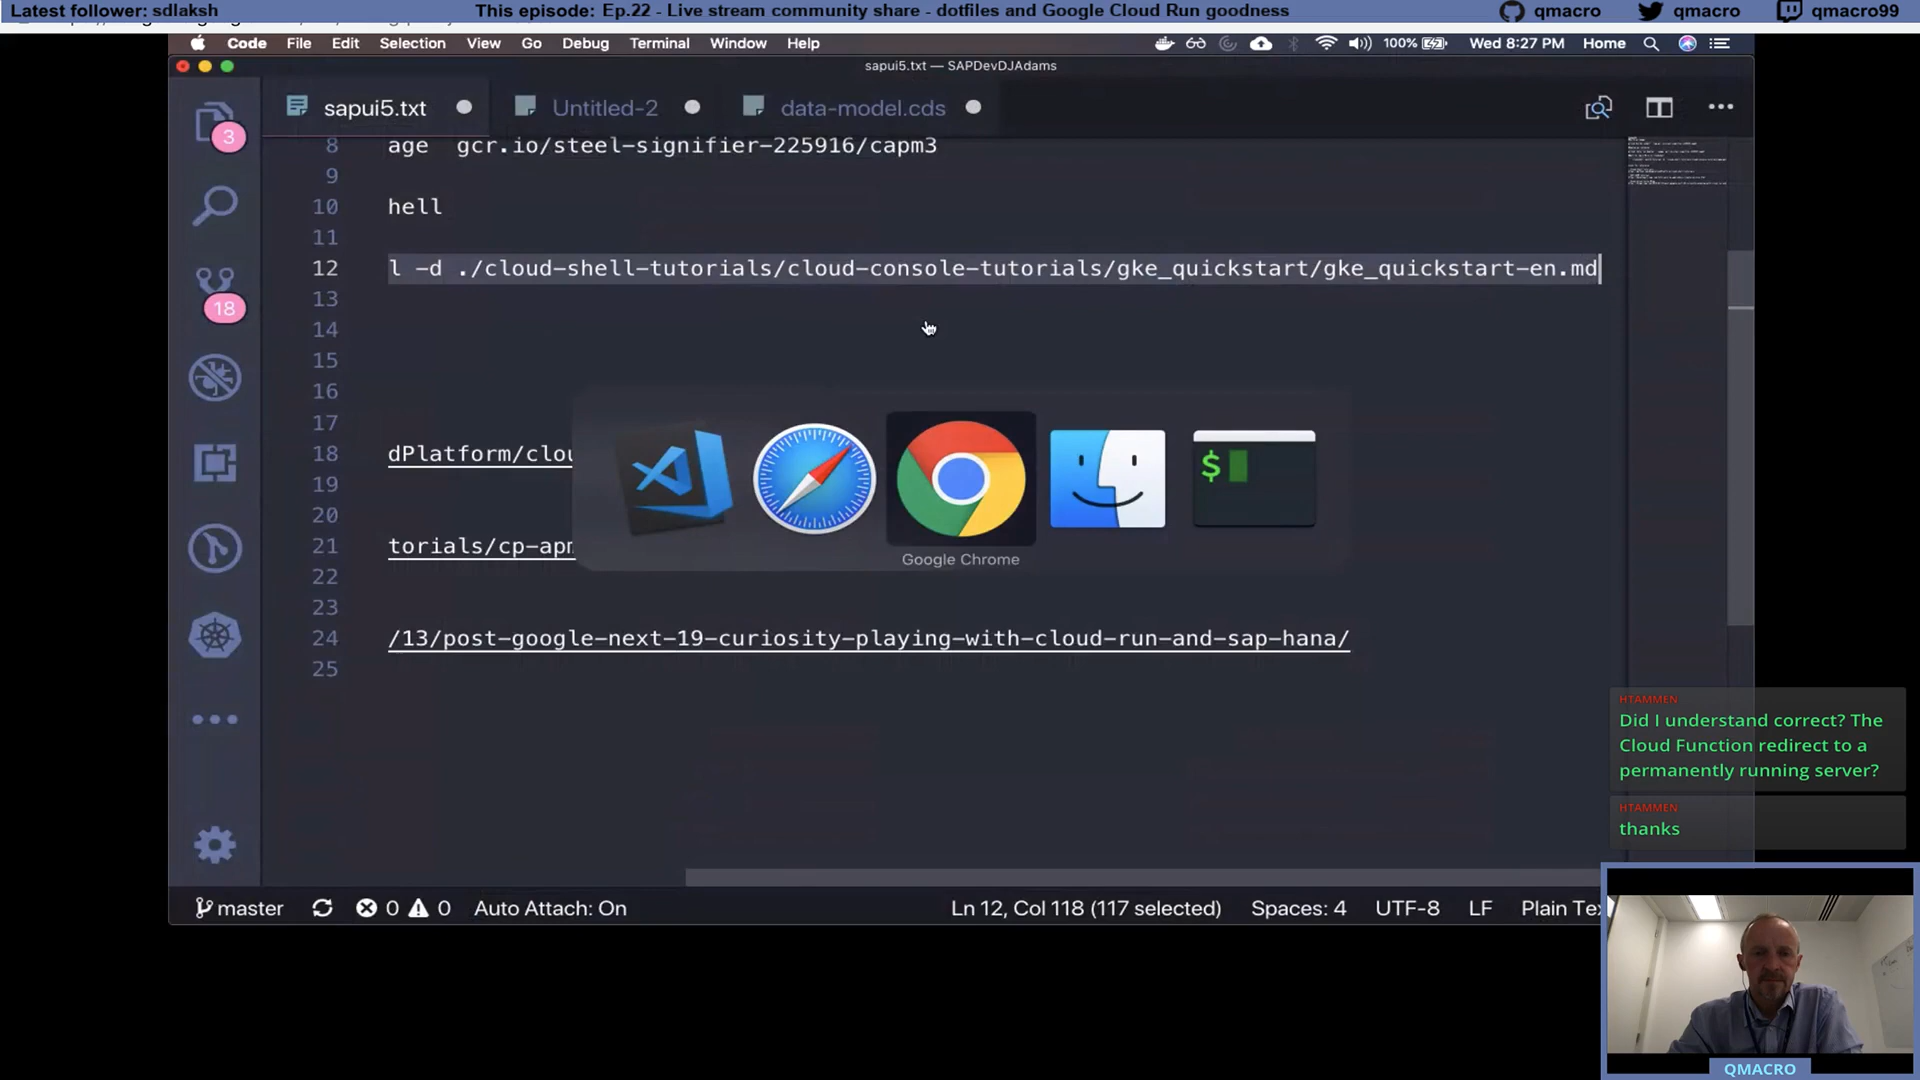 Latest follower: sdlaksh
This episode: Ep.22 - Live stream community share - dotfiles and Google Cloud Run goodness
qmacro qmacro qmacro99
Code File Edit Selection View Go Debug Terminal Window Help
100% Wed 8:27 PM Home
sapui5.txt — SAPDevDJAdams
sapui5.txt Untitled-2 data-model.cds
3
18
8 age gcr.io/steel-signifier-225916/capm3
9
10 hell
11
12 l -d ./cloud-shell-tutorials/cloud-console-tutorials/gke_quickstart/gke_quickstart-en.md
13
14
15
16
17
18 dPlatform/clou
19
20
21 torials/cp-apm
22
23
24 /13/post-google-next-19-curiosity-playing-with-cloud-run-and-sap-hana/
25
$
Google Chrome
HTAMMEN
Did I understand correct? The
Cloud Function redirect to a
permanently running server?
HTAMMEN
thanks
master 0 0 Auto Attach: On Ln 12, Col 118 (117 selected) Spaces: 4 UTF-8 LF Plain Tex
QMACRO